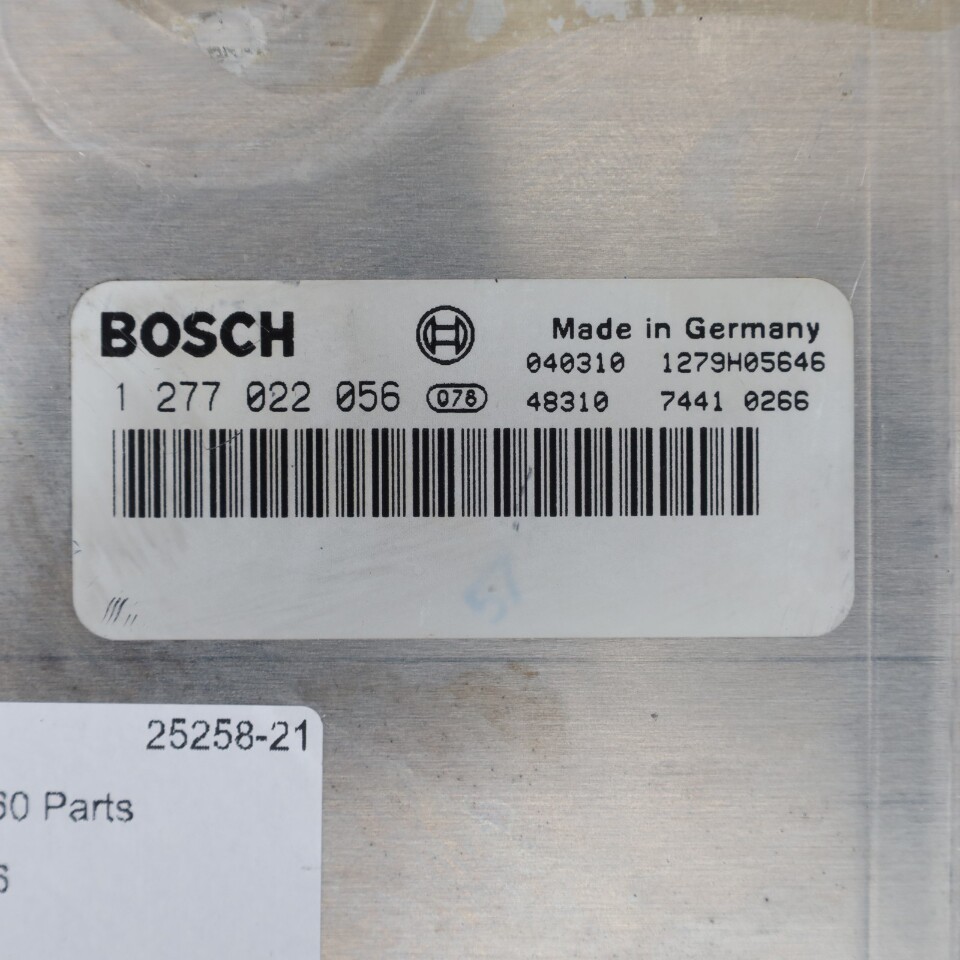 BOSCH
Made in Germany
040310 1279H05646
1 277 022 056 078 48310 7441 0266
57
25258-21
60 Parts
6